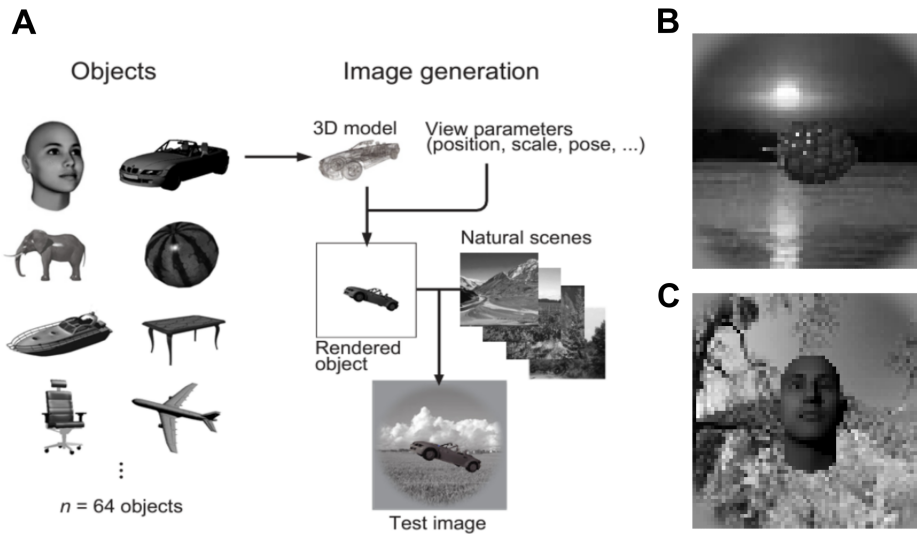 A
Objects
Image generation
3D model
View parameters
(position, scale, pose, ...)
Natural scenes
Rendered
object
Test image
n = 64 objects
B
C